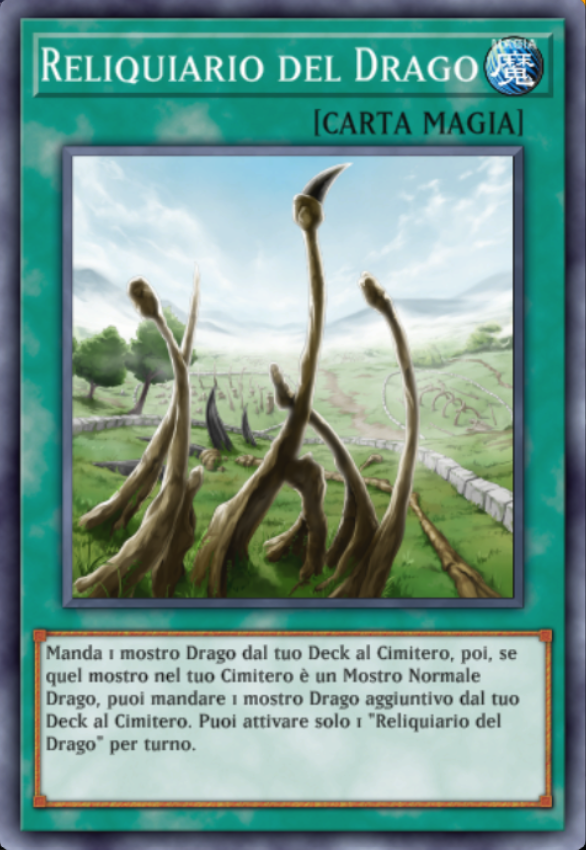 RELIQUIARIO DEL DRAGO
MAGIA
魔
[CARTA MAGIA]
Manda 1 mostro Drago dal tuo Deck al Cimitero, poi, se
quel mostro nel tuo Cimitero è un Mostro Normale
Drago, puoi mandare 1 mostro Drago aggiuntivo dal tuo
Deck al Cimitero. Puoi attivare solo 1 "Reliquiario del
Drago" per turno.